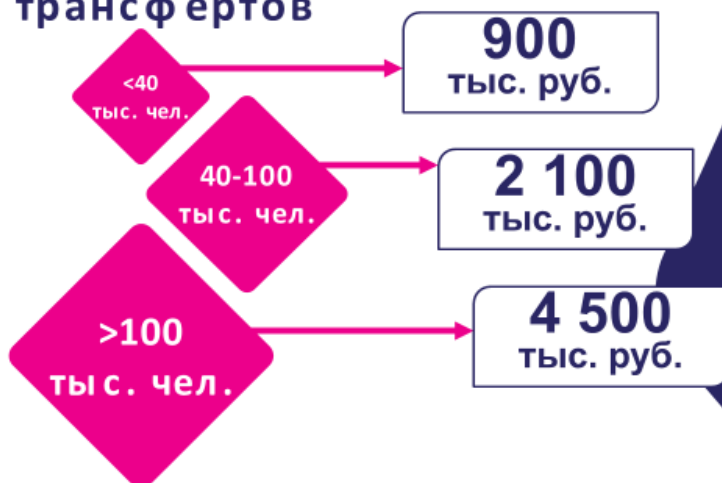 трансфертов
<40
тыс. чел.
900
тыс. руб.
40-100
тыс. чел.
2 100
тыс. руб.
>100
тыс. чел.
4 500
тыс. руб.